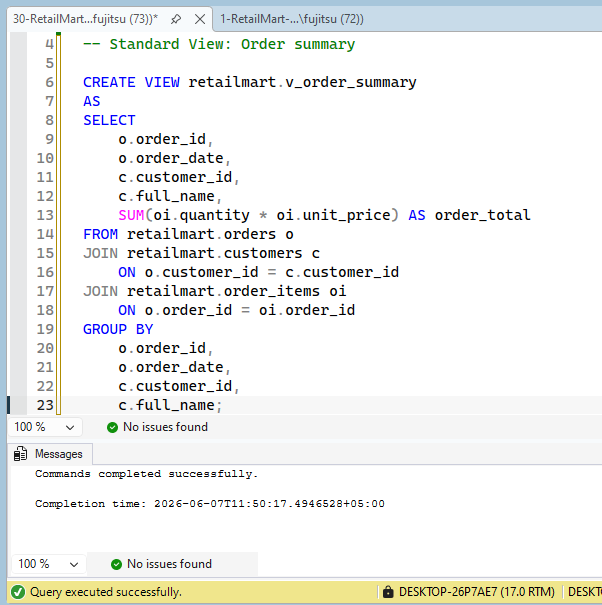 30-RetailMart...fujitsu (73))*
1-RetailMart-...\fujitsu (72))
4 -- Standard View: Order summary
5
6 CREATE VIEW retailmart.v_order_summary
7 AS
8 SELECT
9 o.order_id,
10 o.order_date,
11 c.customer_id,
12 c.full_name,
13 SUM(oi.quantity * oi.unit_price) AS order_total
14 FROM retailmart.orders o
15 JOIN retailmart.customers c
16 ON o.customer_id = c.customer_id
17 JOIN retailmart.order_items oi
18 ON o.order_id = oi.order_id
19 GROUP BY
20 o.order_id,
21 o.order_date,
22 c.customer_id,
23 c.full_name;
100 % No issues found
Messages
Commands completed successfully.
Completion time: 2026-06-07T11:50:17.4946528+05:00
100 % No issues found
Query executed successfully. DESKTOP-26P7AE7 (17.0 RTM) DESKT